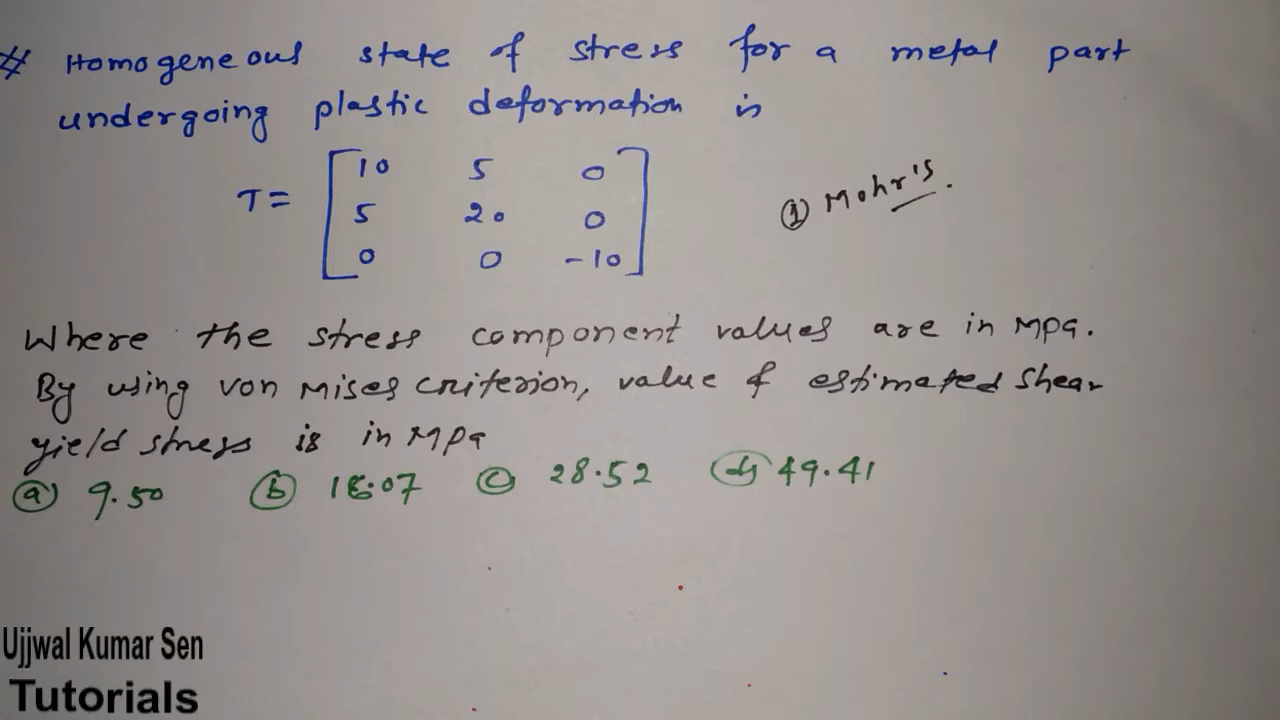 # Homogeneous state of stress for a metal part
undergoing plastic deformation is
T = [10 5 0
5 20 0
0 0 -10]
① Mohr's.
Where the stress component values are in MPa.
By using von Mises criterion, value of estimated shear
yield stress is in MPa
ⓐ 9.50 ⓑ 16.07 ⓒ 28.52 ⓓ 49.41
Ujjwal Kumar Sen
Tutorials